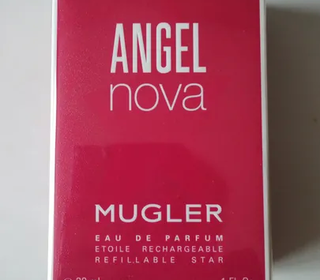 ANGEL
nova
MUGLER
EAU DE PARFUM
ETOILE RECHARGEABLE
REFILLABLE STAR